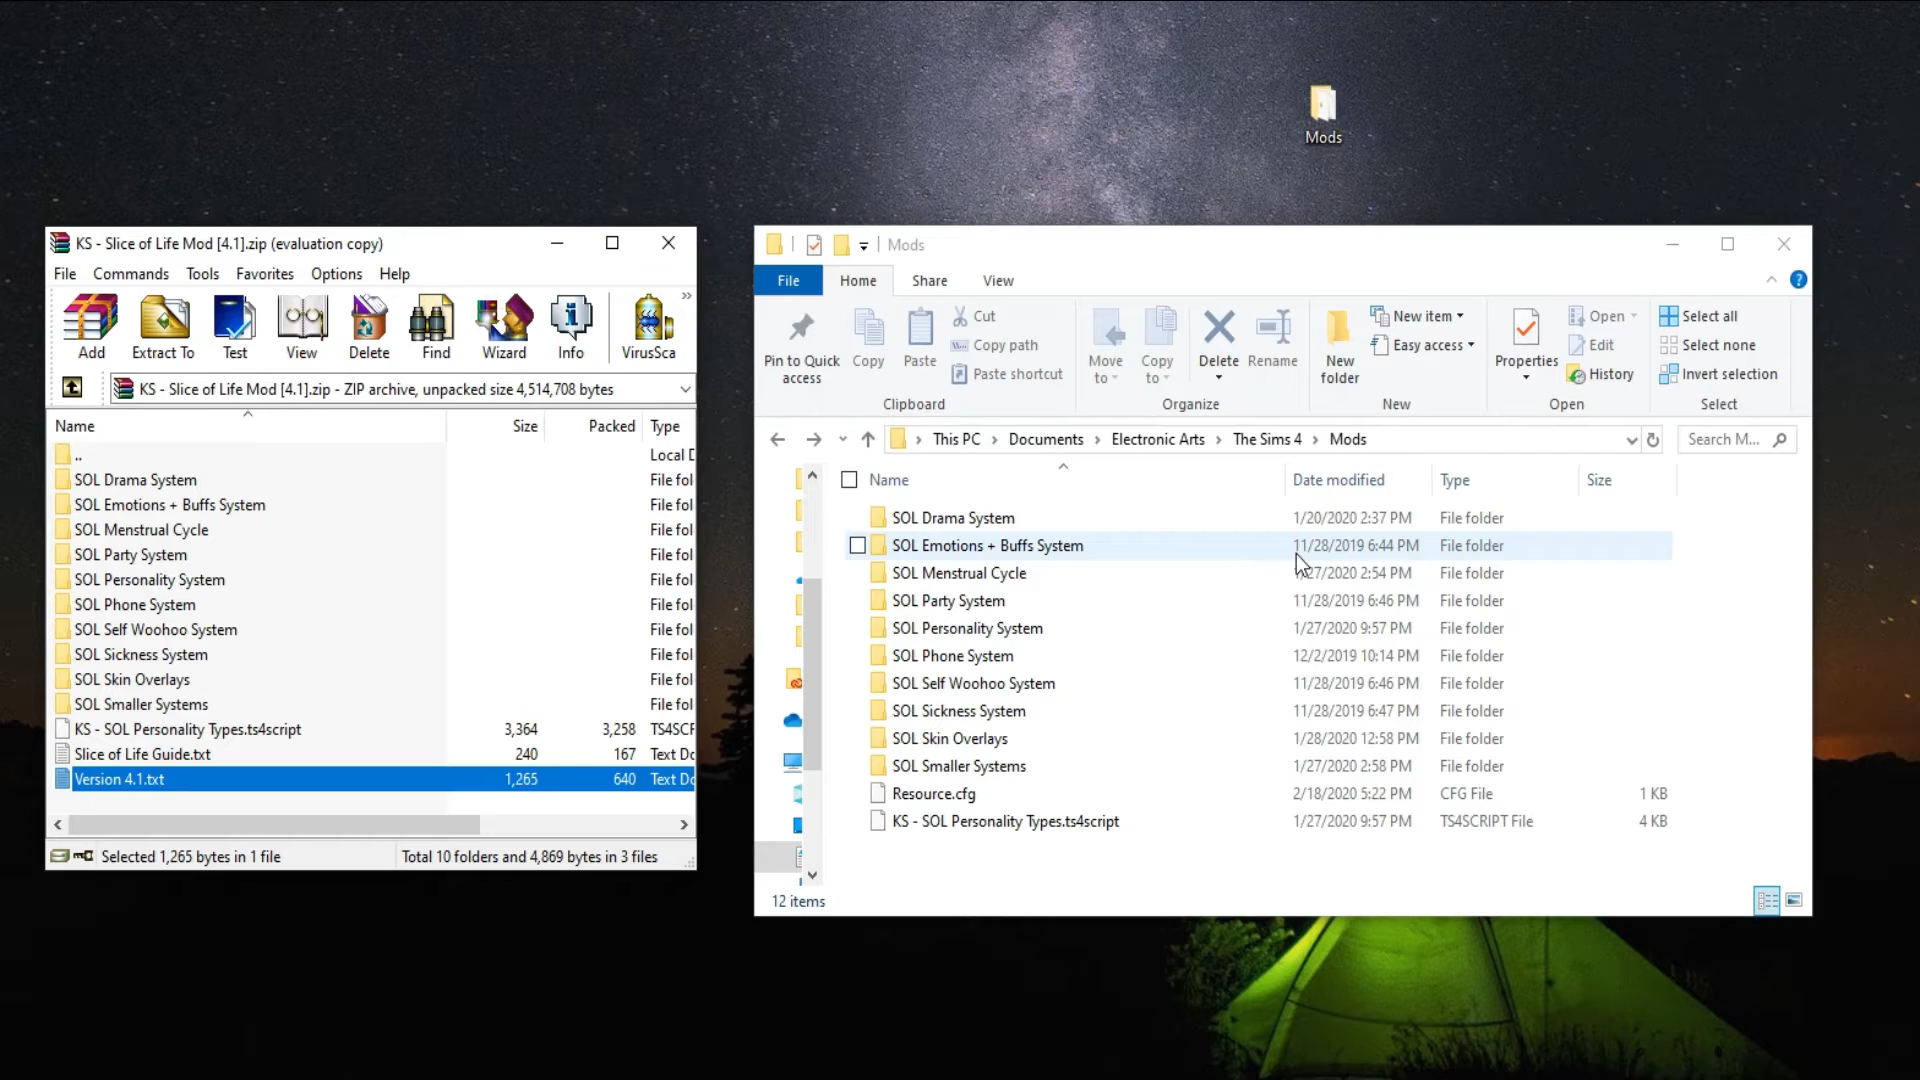 Mods
KS - Slice of Life Mod [4.1].zip (evaluation copy)
File Commands Tools Favorites Options Help
Add Extract To Test View Delete Find Wizard Info VirusSca
KS - Slice of Life Mod [4.1].zip - ZIP archive, unpacked size 4,514,708 bytes
Name Size Packed Type
.. Local D
SOL Drama System File fol
SOL Emotions + Buffs System File fol
SOL Menstrual Cycle File fol
SOL Party System File fol
SOL Personality System File fol
SOL Phone System File fol
SOL Self Woohoo System File fol
SOL Sickness System File fol
SOL Skin Overlays File fol
SOL Smaller Systems File fol
KS - SOL Personality Types.ts4script 3,364 3,258 TS4SCF
Slice of Life Guide.txt 240 167 Text Do
Version 4.1.txt 1,265 640 Text Do
Selected 1,265 bytes in 1 file Total 10 folders and 4,869 bytes in 3 files
Mods
File Home Share View
Pin to Quick access Copy Paste Cut Copy path Paste shortcut
Move to Copy to Delete Rename
New folder New item Easy access
Properties Open Edit History
Select all Select none Invert selection
Clipboard Organize New Open Select
This PC > Documents > Electronic Arts > The Sims 4 > Mods Search M...
Name Date modified Type Size
SOL Drama System 1/20/2020 2:37 PM File folder
SOL Emotions + Buffs System 11/28/2019 6:44 PM File folder
SOL Menstrual Cycle /27/2020 2:54 PM File folder
SOL Party System 11/28/2019 6:46 PM File folder
SOL Personality System 1/27/2020 9:57 PM File folder
SOL Phone System 12/2/2019 10:14 PM File folder
SOL Self Woohoo System 11/28/2019 6:46 PM File folder
SOL Sickness System 11/28/2019 6:47 PM File folder
SOL Skin Overlays 1/28/2020 12:58 PM File folder
SOL Smaller Systems 1/27/2020 2:58 PM File folder
Resource.cfg 2/18/2020 5:22 PM CFG File 1 KB
KS - SOL Personality Types.ts4script 1/27/2020 9:57 PM TS4SCRIPT File 4 KB
12 items